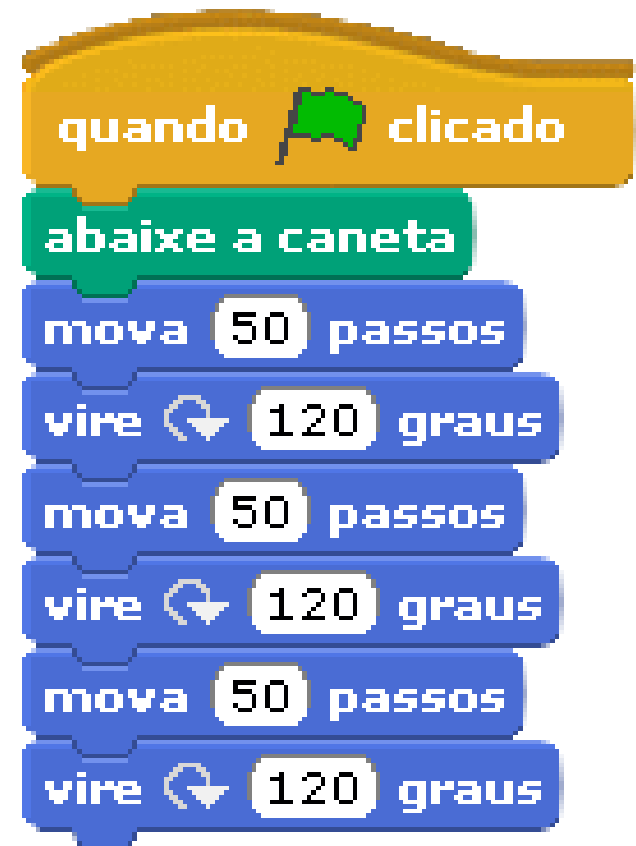 quando clicado
abaixe a caneta
mova 50 passos
vire 120 graus
mova 50 passos
vire 120 graus
mova 50 passos
vire 120 graus